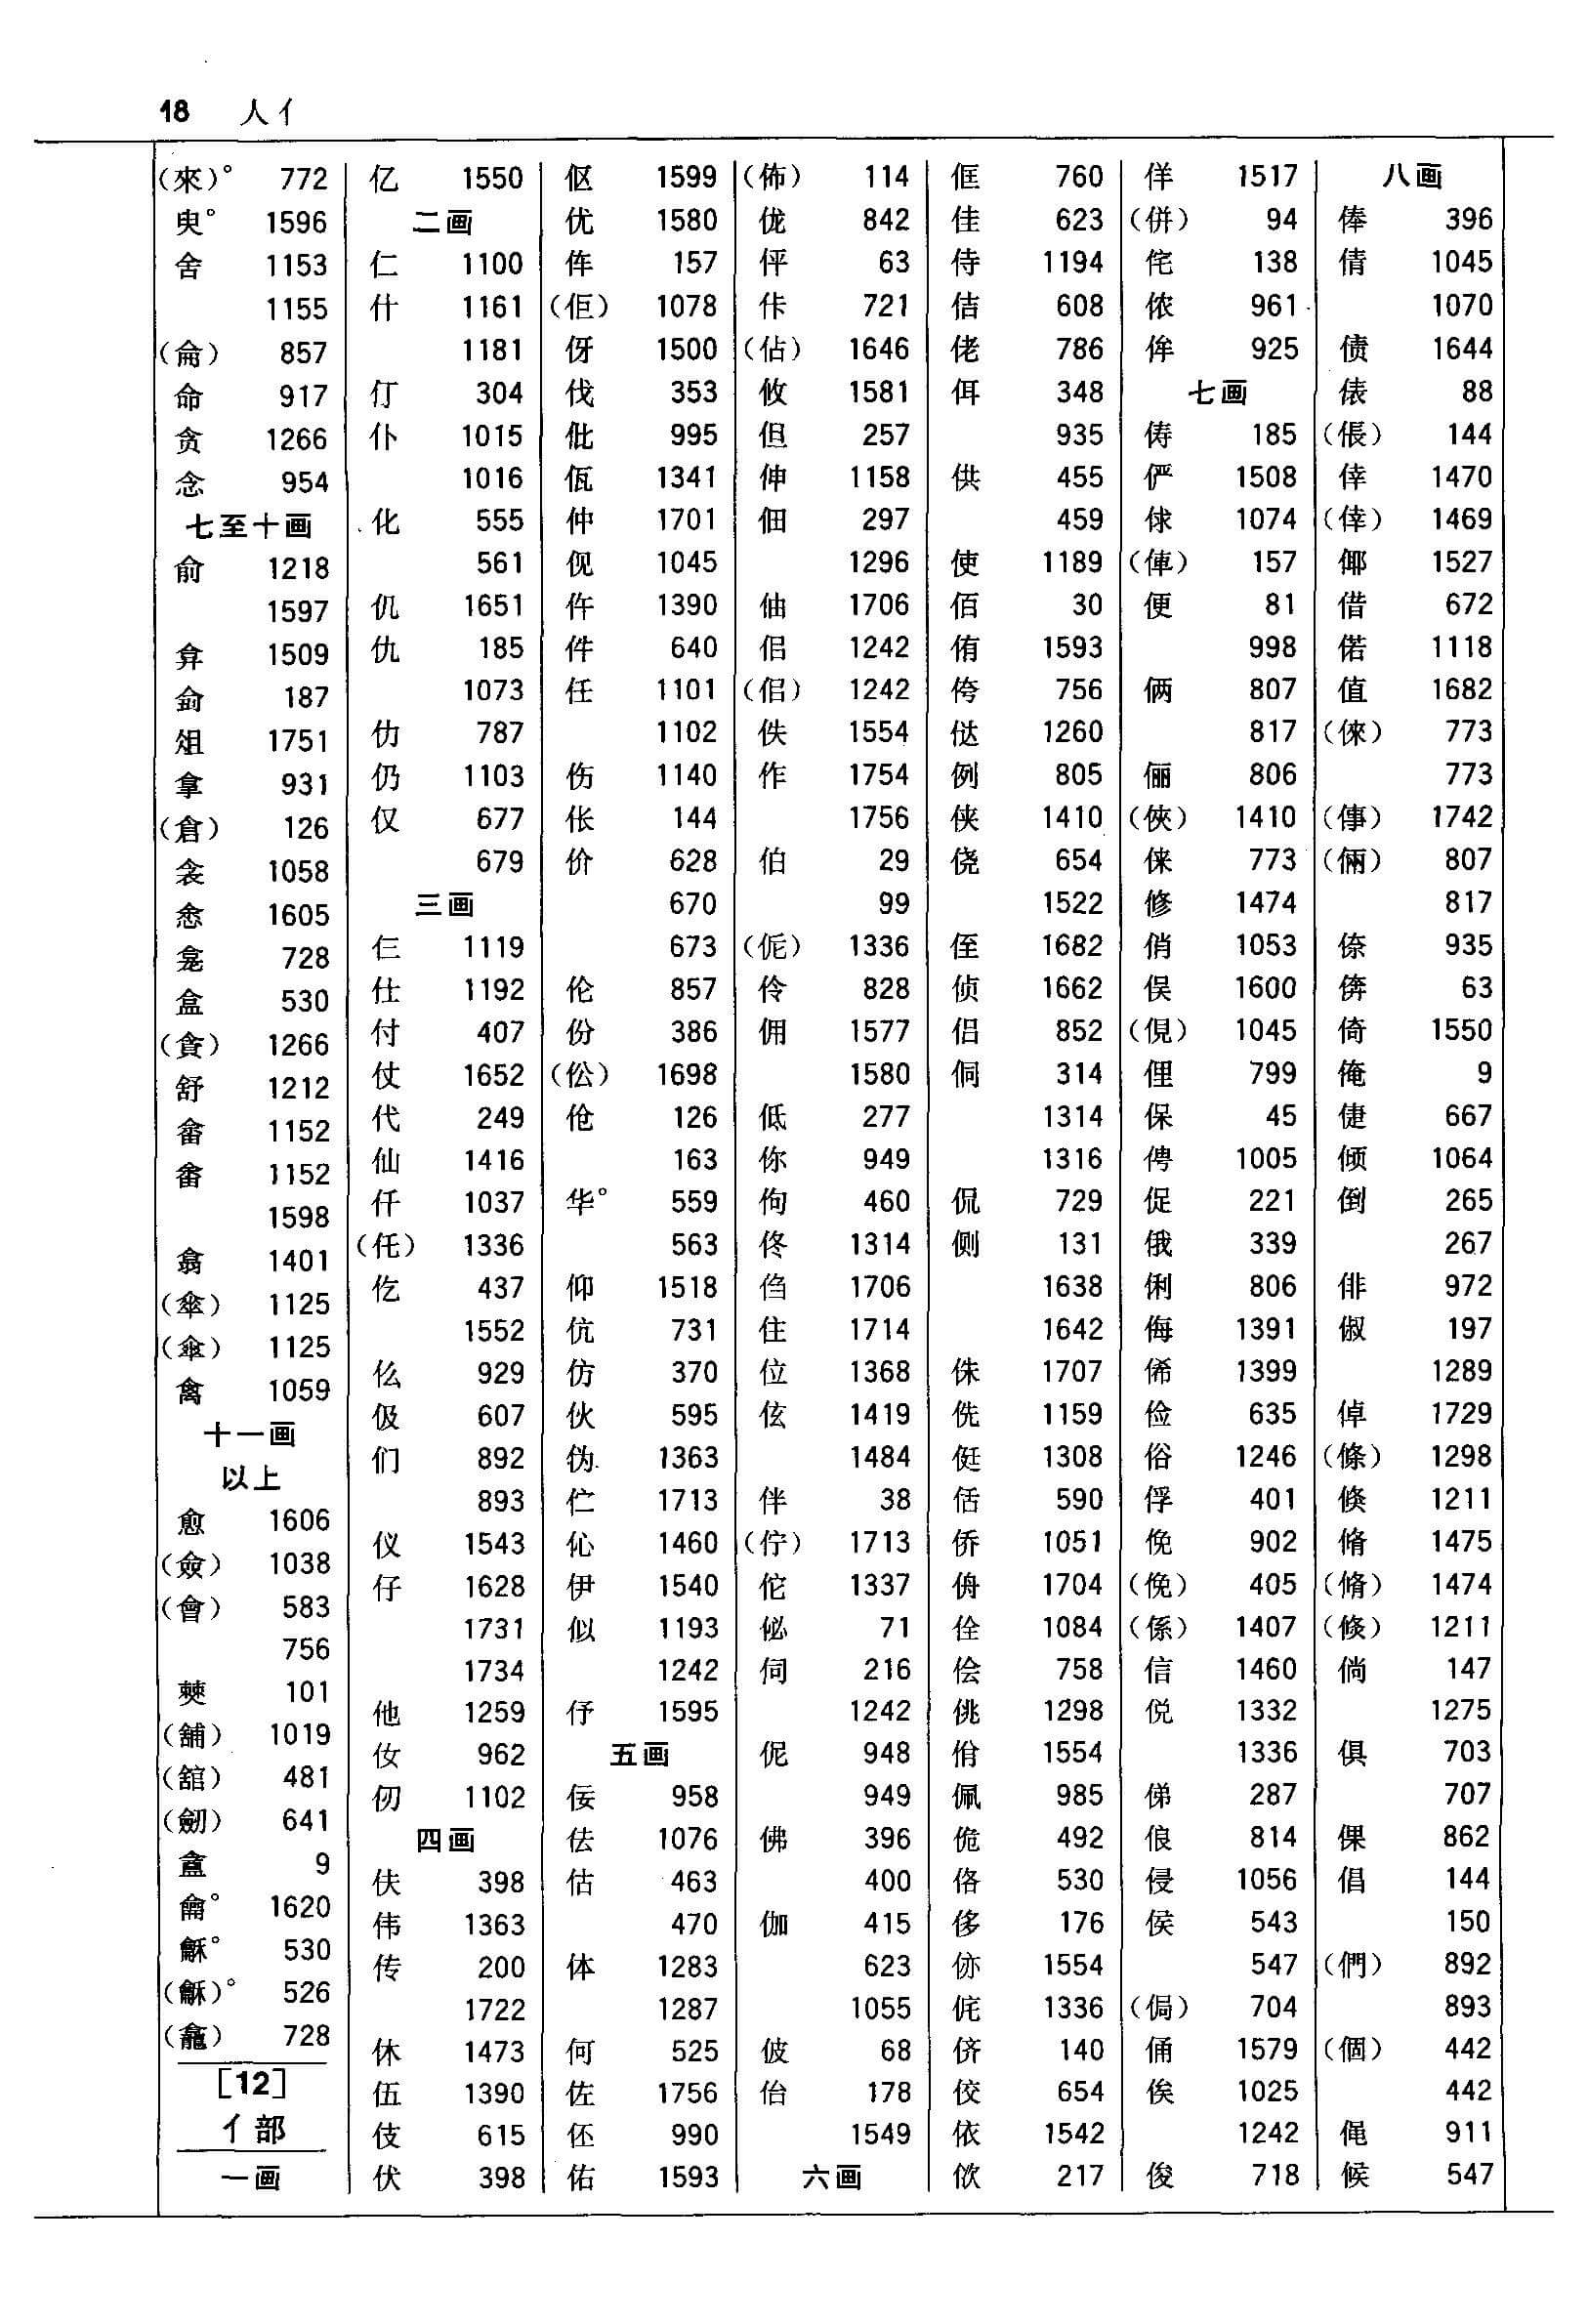 18 人亻
(來)° 772
臾° 1596
舍 1153
1155
(侖) 857
命 917
贪 1266
念 954
七至十画
俞 1218
1597
弇 1509
俎 1751
拿 931
(倉) 126
衾 1058
悆 1605
龛 728
盒 530
(貪) 1266
舒 1212
畲 1152
畬 1152
1598
翕 1401
1125
(傘) 1125
禽 1059
十一画
以上
愈 1606
(僉) 1038
(會) 583
756
101
(舖) 1019
(舘) 481
(劒) 641
盦 9
龠° 1620
龢° 530
(龢)° 526
(龕) 728
[12]
亻部
一画
亿 1550
二画
仁 1100
什 1161
1181
仃 304
仆 1015
1016
化 555
561
仉 1651
仇 185
1073
仂 787
仍 1103
仅 677
679
三画
仨 1119
仕 1192
付 407
仗 1652
代 249
仙 1416
仟 1037
(仛) 1336
仡 437
1552
仫 929
伋 607
们 892
893
仪 1543
仔 1628
1731
1734
他 1259
㑚 962
仞 1102
四画
伕 398
伟 1363
传 200
1722
休 1473
伍 1390
伎 615
伏 398
伛 1599
优 1580
伡 157
(佢) 1078
伢 1500
伐 353
仳 995
佤 1341
仲 1701
伣 1045
仵 1390
件 640
任 1101
1102
伤 1140
伥 144
价 628
670
673
伦 857
份 386
(伀) 1698
伧 126
163
华° 559
563
仰 1518
伉 731
仿 370
伙 595
伪 1363
伫 1713
伈 1460
伊 1540
似 1193
1242
伃 1595
五画
佞 958
佉 1076
估 463
470
体 1283
1287
何 525
佐 1756
伾 990
佑 1593
(佈) 114
㑇 842
伻 63
佧 721
(佔) 1646
攸 1581
但 257
伸 1158
佃 297
1296
伷 1706
佀 1242
(佀) 1242
佚 1554
作 1754
1756
伯 29
99
1336
伶 828
佣 1577
1580
低 277
你 949
佝 460
佟 1314
㑇 1706
住 1714
位 1368
伭 1419
1484
伴 38
(佇) 1713
佗 1337
佖 71
伺 216
1242
伲 948
949
佛 396
400
伽 415
623
1055
佊 68
佁 178
1549
六画
佷 760
佳 623
侍 1194
佶 608
佬 786
佴 348
935
供 455
459
使 1189
佰 30
侑 1593
侉 756
㑩 1260
例 805
侠 1410
侥 654
1522
侄 1682
侦 1662
侣 852
侗 314
1314
1316
侃 729
侧 131
1638
1642
侏 1707
侁 1159
侹 1308
佸 590
侨 1051
侜 1704
佺 1084
侩 758
佻 1298
佾 1554
佩 985
佹 492
佫 530
侈 176
㑊 1554
侂 1336
侪 140
佼 654
依 1542
佽 217
佯 1517
(併) 94
侘 138
侬 961
侔 925
七画
俦 185
俨 1508
俅 1074
(俥) 157
便 81
998
俩 807
817
俪 806
(俠) 1410
俫 773
修 1474
俏 1053
俣 1600
(俔) 1045
俚 799
保 45
俜 1005
促 221
俄 339
俐 806
侮 1391
俙 1399
俭 635
俗 1246
俘 401
俛 902
(俛) 405
(係) 1407
信 1460
侻 1332
1336
俤 287
俍 814
侵 1056
侯 543
547
(侷) 704
俑 1579
俟 1025
1242
俊 718
八画
俸 396
倩 1045
1070
债 1644
俵 88
(倀) 144
倖 1470
(倖) 1469
倻 1527
借 672
偌 1118
值 1682
(倈) 773
773
(倳) 1742
(倆) 807
817
倷 935
倴 63
倚 1550
俺 9
倢 667
倾 1064
倒 265
267
俳 972
俶 197
1289
倬 1729
(條) 1298
倏 1211
脩 1475
(脩) 1474
(倐) 1211
倘 147
1275
俱 703
707
倮 862
倡 144
150
(們) 892
893
(個) 442
442
僶 911
候 547